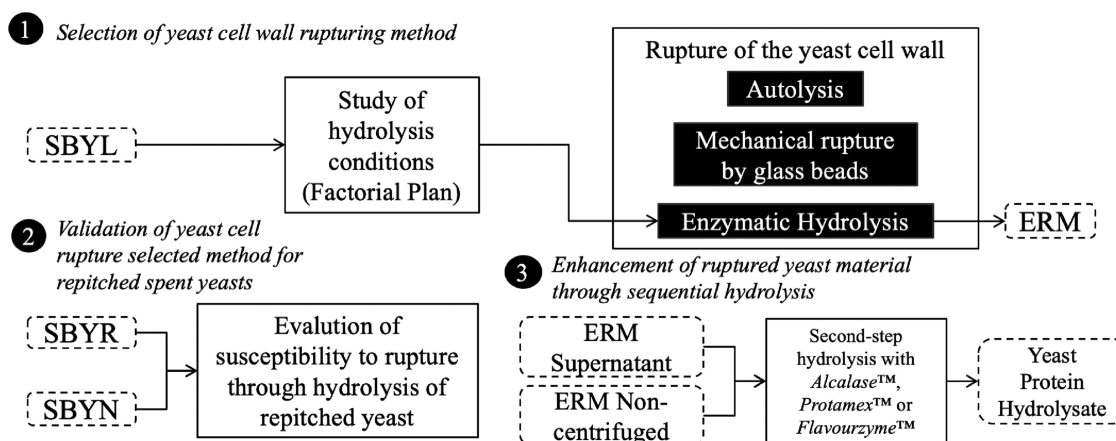 1 Selection of yeast cell wall rupturing method
SBYL
Study of
hydrolysis
conditions
(Factorial Plan)
Rupture of the yeast cell wall
Autolysis
Mechanical rupture
by glass beads
Enzymatic Hydrolysis
ERM
2 Validation of yeast cell
rupture selected method for
repitched spent yeasts
SBYR
SBYN
Evalution of
susceptibility to rupture
through hydrolysis of
repitched yeast
3 Enhancement of ruptured yeast material
through sequential hydrolysis
ERM
Supernatant
ERM Non-
centrifuged
Second-step
hydrolysis with
Alcalase™,
Protamex™ or
Flavourzyme™
Yeast
Protein
Hydrolysate